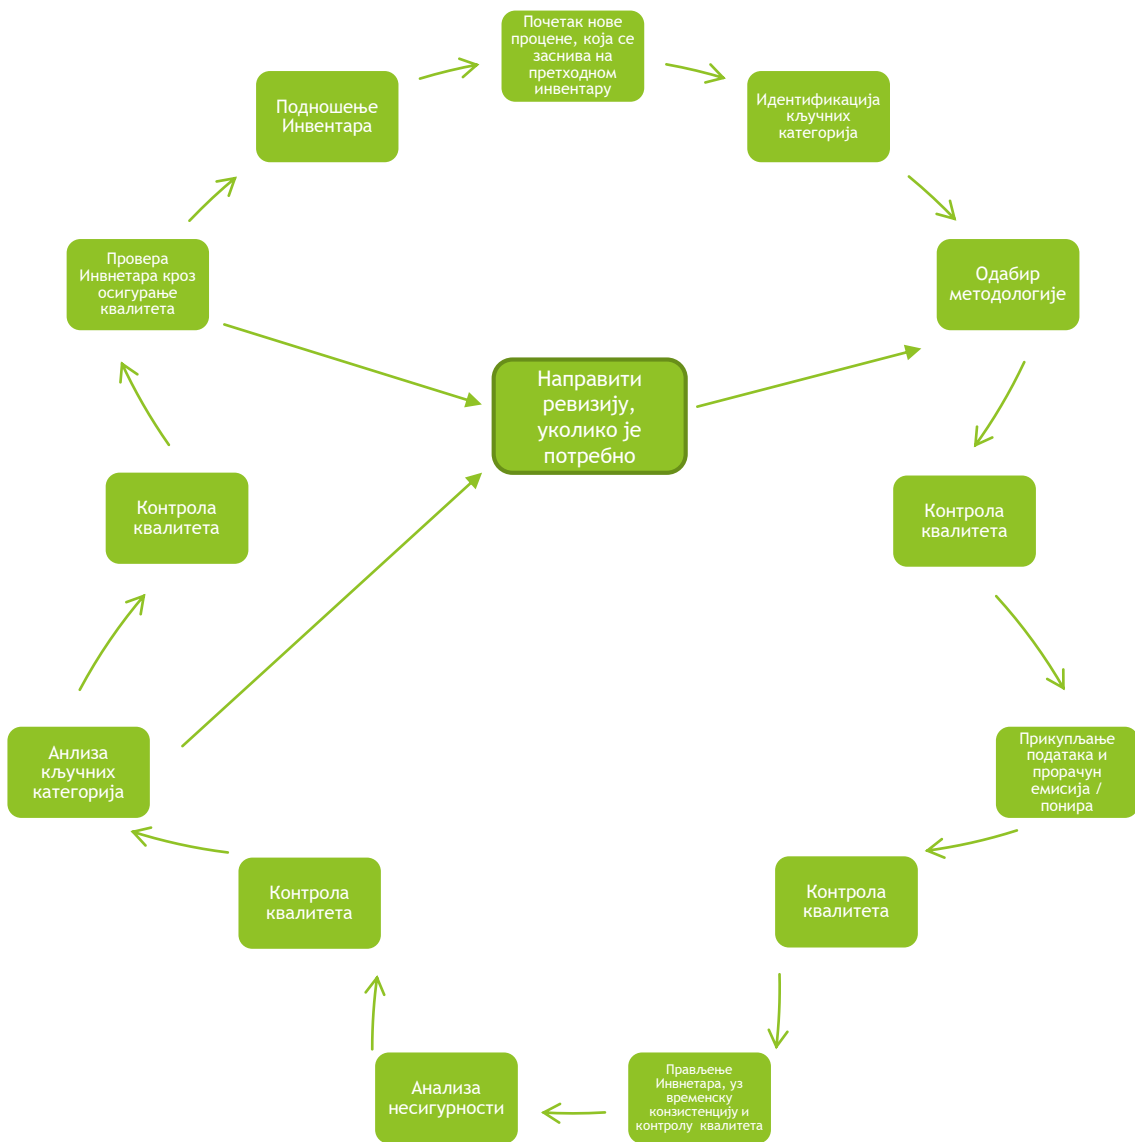 Почетак нове
процене, која се
заснива на
претходном
инвентару
Идентификација
кључних
категорија
Одабир
методологије
Контрола
квалитета
Прикупљање
података и
прорачун
емисија /
понира
Контрола
квалитета
Прављење
Инвнетара, уз
временску
конзистенцију и
контролу квалитета
Анализа
несигурности
Контрола
квалитета
Анлиза
кључних
категорија
Контрола
квалитета
Провера
Инвнетара кроз
осигурање
квалитета
Подношење
Инвентара
Направити
ревизију,
уколико је
потребно